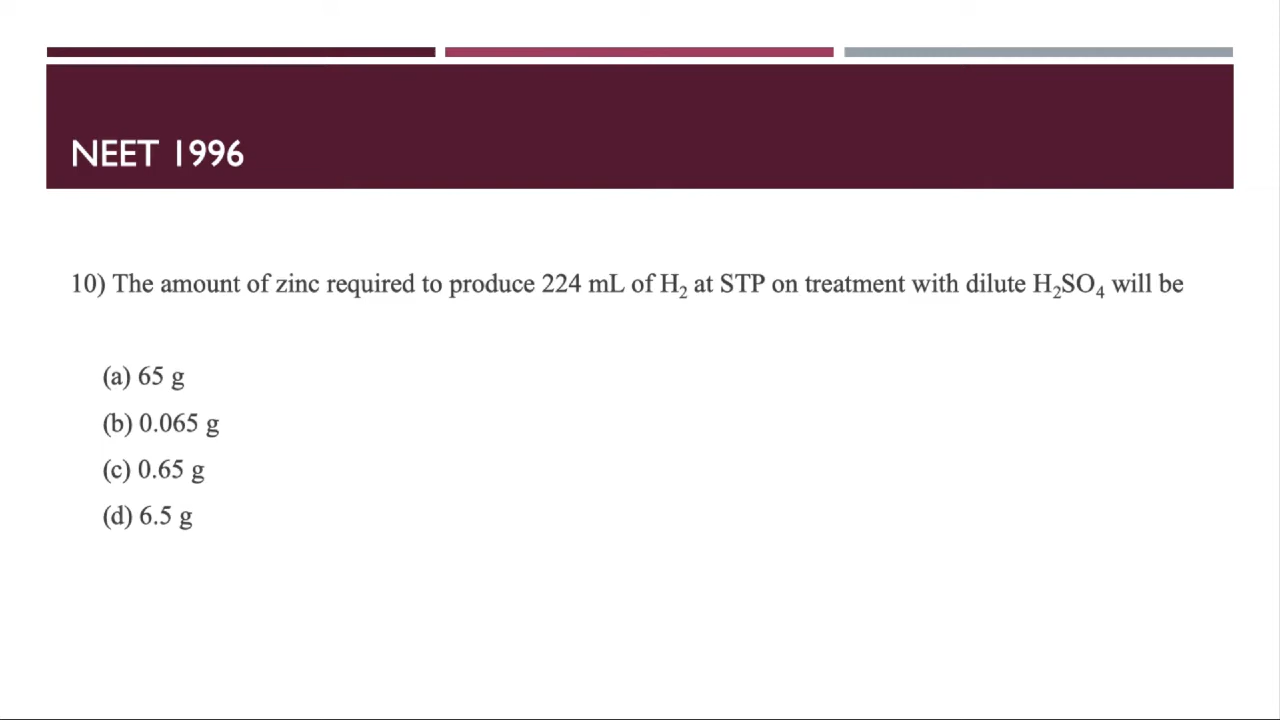 NEET 1996
10) The amount of zinc required to produce 224 mL of H₂ at STP on treatment with dilute H₂SO₄ will be
(a) 65 g
(b) 0.065 g
(c) 0.65 g
(d) 6.5 g